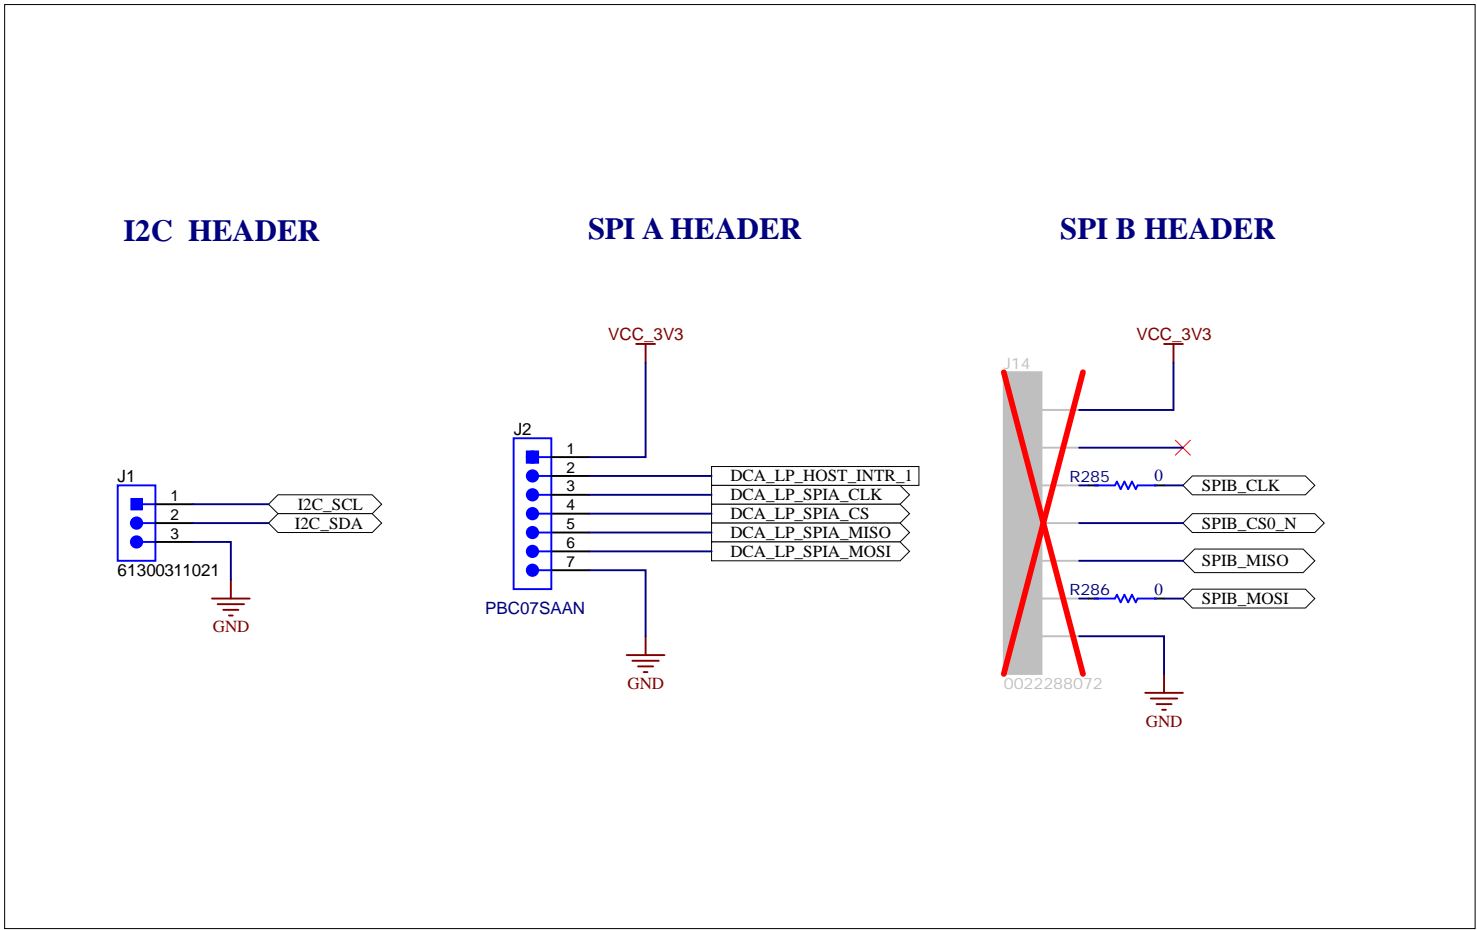 I2C HEADER
SPI A HEADER
SPI B HEADER
J1
1
2
3
I2C_SCL
I2C_SDA
61300311021
GND
VCC_3V3
J2
1
2
3
4
5
6
7
DCA_LP_HOST_INTR_1
DCA_LP_SPIA_CLK
DCA_LP_SPIA_CS
DCA_LP_SPIA_MISO
DCA_LP_SPIA_MOSI
PBC07SAAN
GND
VCC_3V3
J14
R285 0 SPIB_CLK
SPIB_CS0_N
SPIB_MISO
R286 0 SPIB_MOSI
0022288072
GND